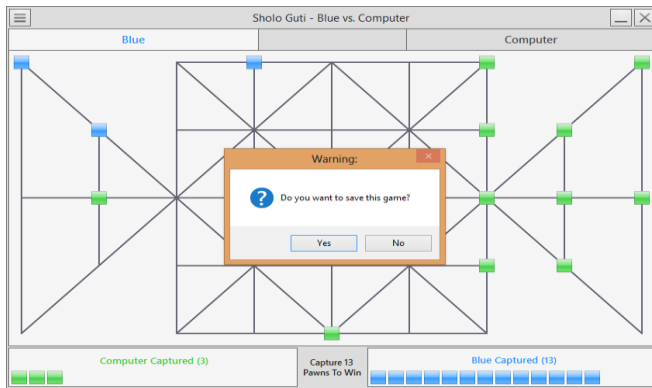 Sholo Guti - Blue vs. Computer
Blue
Computer
Warning:
Do you want to save this game?
Yes
No
Computer Captured (3)
Capture 13
Pawns To Win
Blue Captured (13)